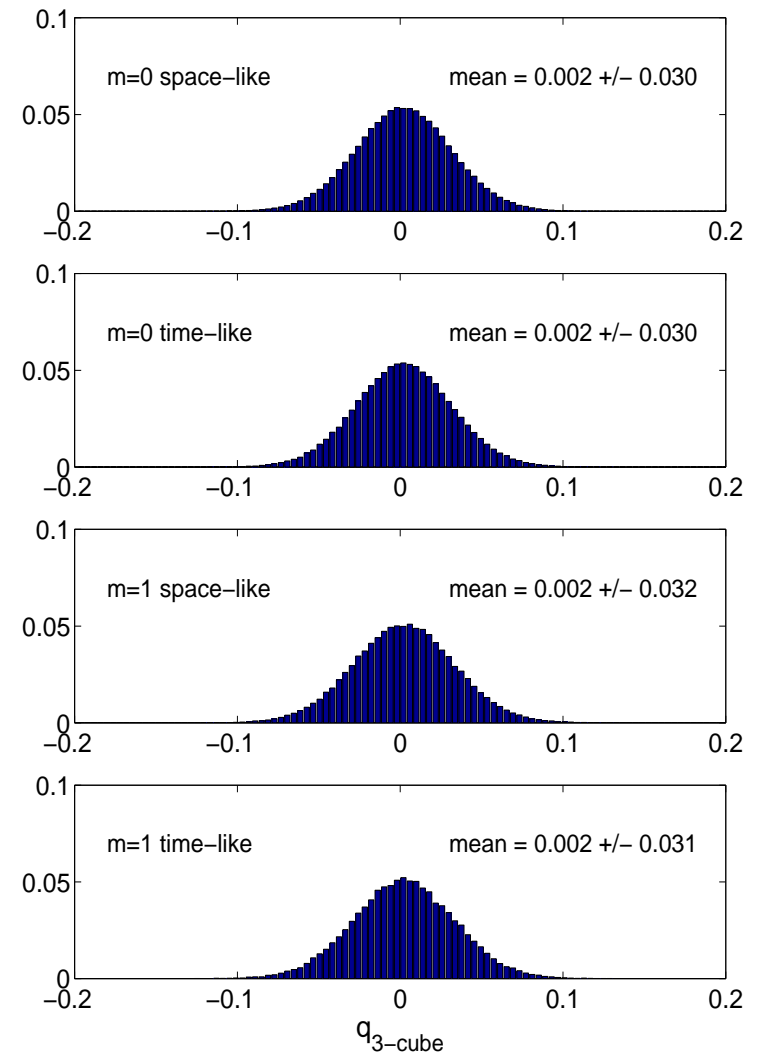 0.1
m=0 space−like mean = 0.002 +/− 0.030
0.05
0
−0.2 −0.1 0 0.1 0.2
0.1
m=0 time−like mean = 0.002 +/− 0.030
0.05
0
−0.2 −0.1 0 0.1 0.2
0.1
m=1 space−like mean = 0.002 +/− 0.032
0.05
0
−0.2 −0.1 0 0.1 0.2
0.1
m=1 time−like mean = 0.002 +/− 0.031
0.05
0
−0.2 −0.1 0 0.1 0.2
q3−cube